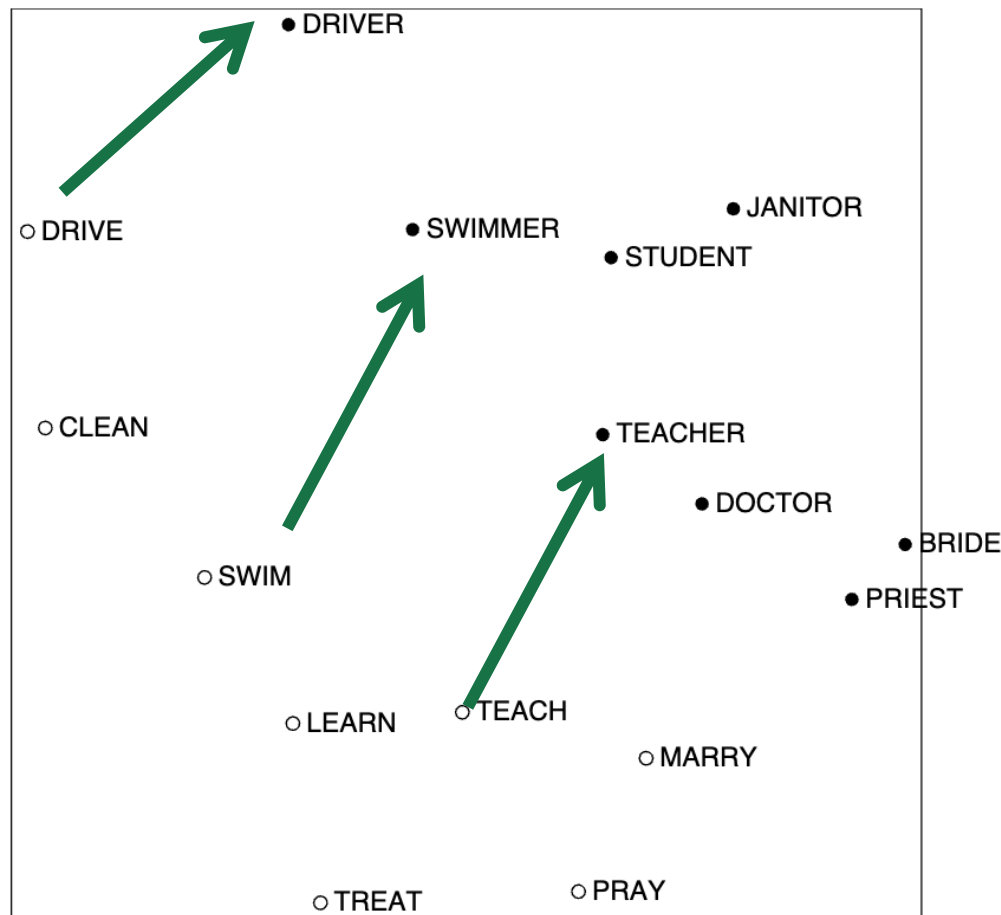 DRIVER
JANITOR
DRIVE
SWIMMER
STUDENT
CLEAN
TEACHER
DOCTOR
BRIDE
SWIM
PRIEST
LEARN
TEACH
MARRY
TREAT
PRAY